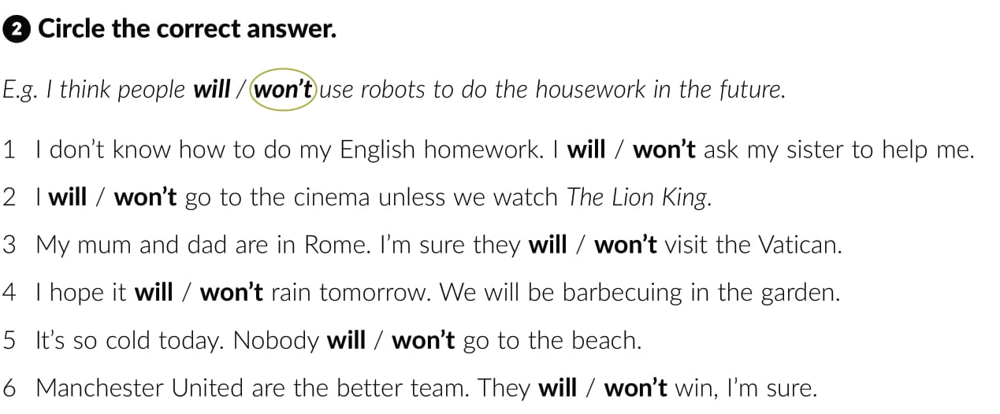 2 Circle the correct answer.
E.g. I think people will / won't use robots to do the housework in the future.
1 I don't know how to do my English homework. I will / won't ask my sister to help me.
2 I will / won't go to the cinema unless we watch The Lion King.
3 My mum and dad are in Rome. I'm sure they will / won't visit the Vatican.
4 I hope it will / won't rain tomorrow. We will be barbecuing in the garden.
5 It's so cold today. Nobody will / won't go to the beach.
6 Manchester United are the better team. They will / won't win, I'm sure.